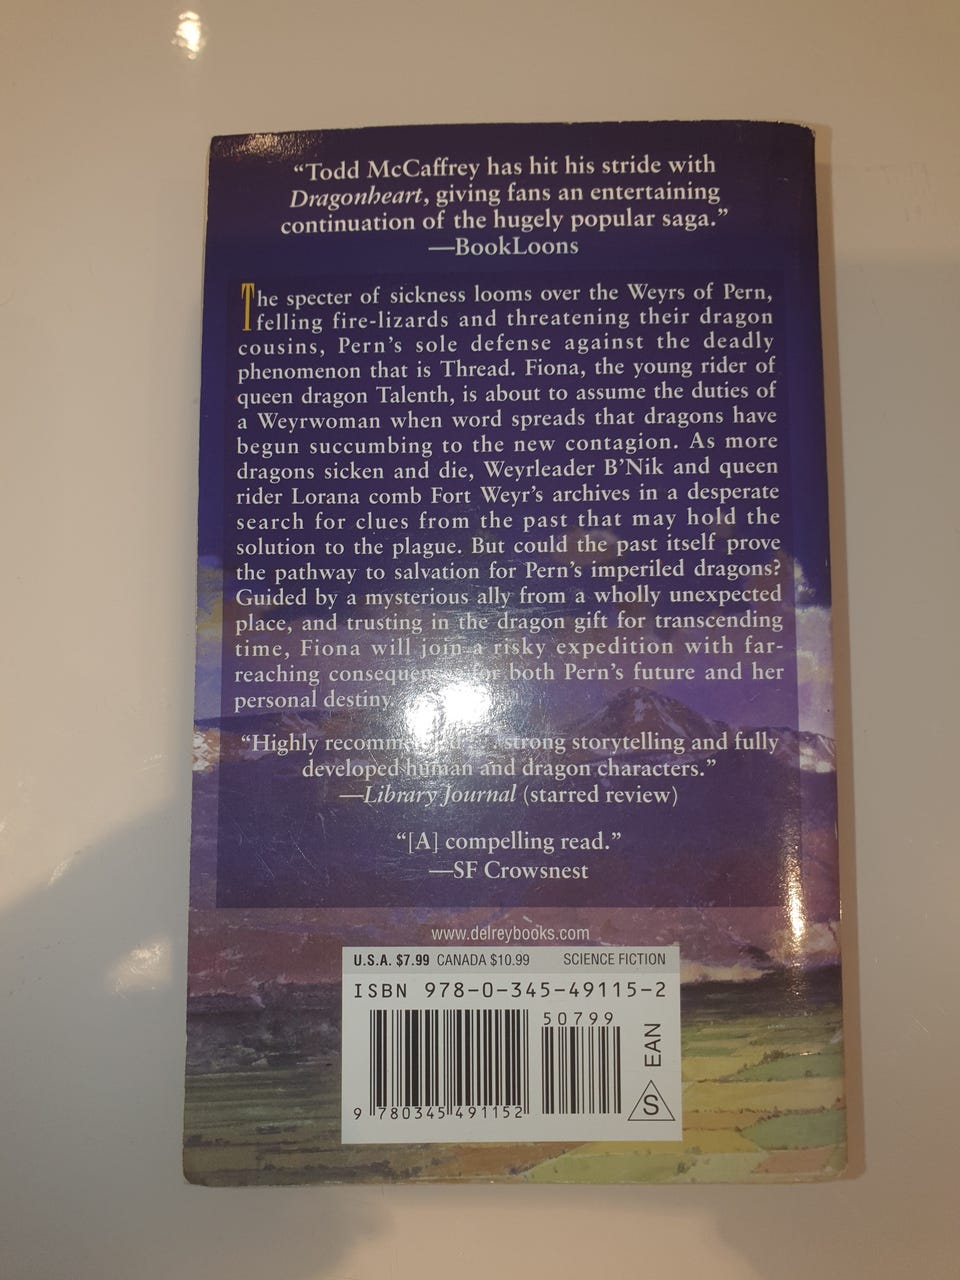 “Todd McCaffrey has hit his stride with
Dragonheart, giving fans an entertaining
continuation of the hugely popular saga.”
—BookLoons
The specter of sickness looms over the Weyrs of Pern,
felling fire-lizards and threatening their dragon
cousins, Pern’s sole defense against the deadly
phenomenon that is Thread. Fiona, the young rider of
queen dragon Talenth, is about to assume the duties of
a Weyrwoman when word spreads that dragons have
begun succumbing to the new contagion. As more
dragons sicken and die, Weyrleader B’Nik and queen
rider Lorana comb Fort Weyr’s archives in a desperate
search for clues from the past that may hold the
solution to the plague. But could the past itself prove
the pathway to salvation for Pern’s imperiled dragons?
Guided by a mysterious ally from a wholly unexpected
place, and trusting in the dragon gift for transcending
time, Fiona will join a risky expedition with far-
reaching for both Pern’s future and her
personal destiny.
“Highly strong storytelling and fully
developed human and dragon characters.”
—Library Journal (starred review)
“[A] compelling read.”
—SF Crowsnest
www.delreybooks.com
U.S.A. $7.99 CANADA $10.99 SCIENCE FICTION
ISBN 978-0-345-49115-2
50799
9 780345 491152
EAN
S